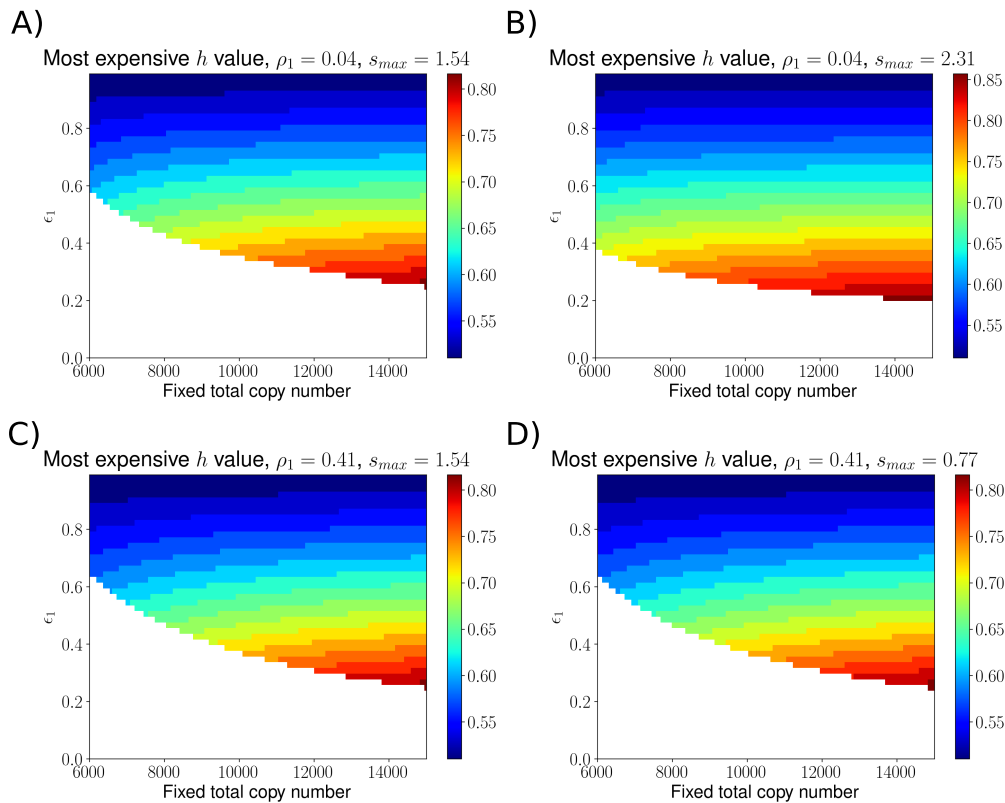 A)
Most expensive h value, ρ₁ = 0.04, s_max = 1.54
0.8
0.6
0.4
0.2
0.0
ϵ₁
6000 8000 10000 12000 14000
Fixed total copy number
0.80
0.75
0.70
0.65
0.60
0.55
B)
Most expensive h value, ρ₁ = 0.04, s_max = 2.31
0.8
0.6
0.4
0.2
0.0
ϵ₁
6000 8000 10000 12000 14000
Fixed total copy number
0.85
0.80
0.75
0.70
0.65
0.60
0.55
C)
Most expensive h value, ρ₁ = 0.41, s_max = 1.54
0.8
0.6
0.4
0.2
0.0
ϵ₁
6000 8000 10000 12000 14000
Fixed total copy number
0.80
0.75
0.70
0.65
0.60
0.55
D)
Most expensive h value, ρ₁ = 0.41, s_max = 0.77
0.8
0.6
0.4
0.2
0.0
ϵ₁
6000 8000 10000 12000 14000
Fixed total copy number
0.80
0.75
0.70
0.65
0.60
0.55